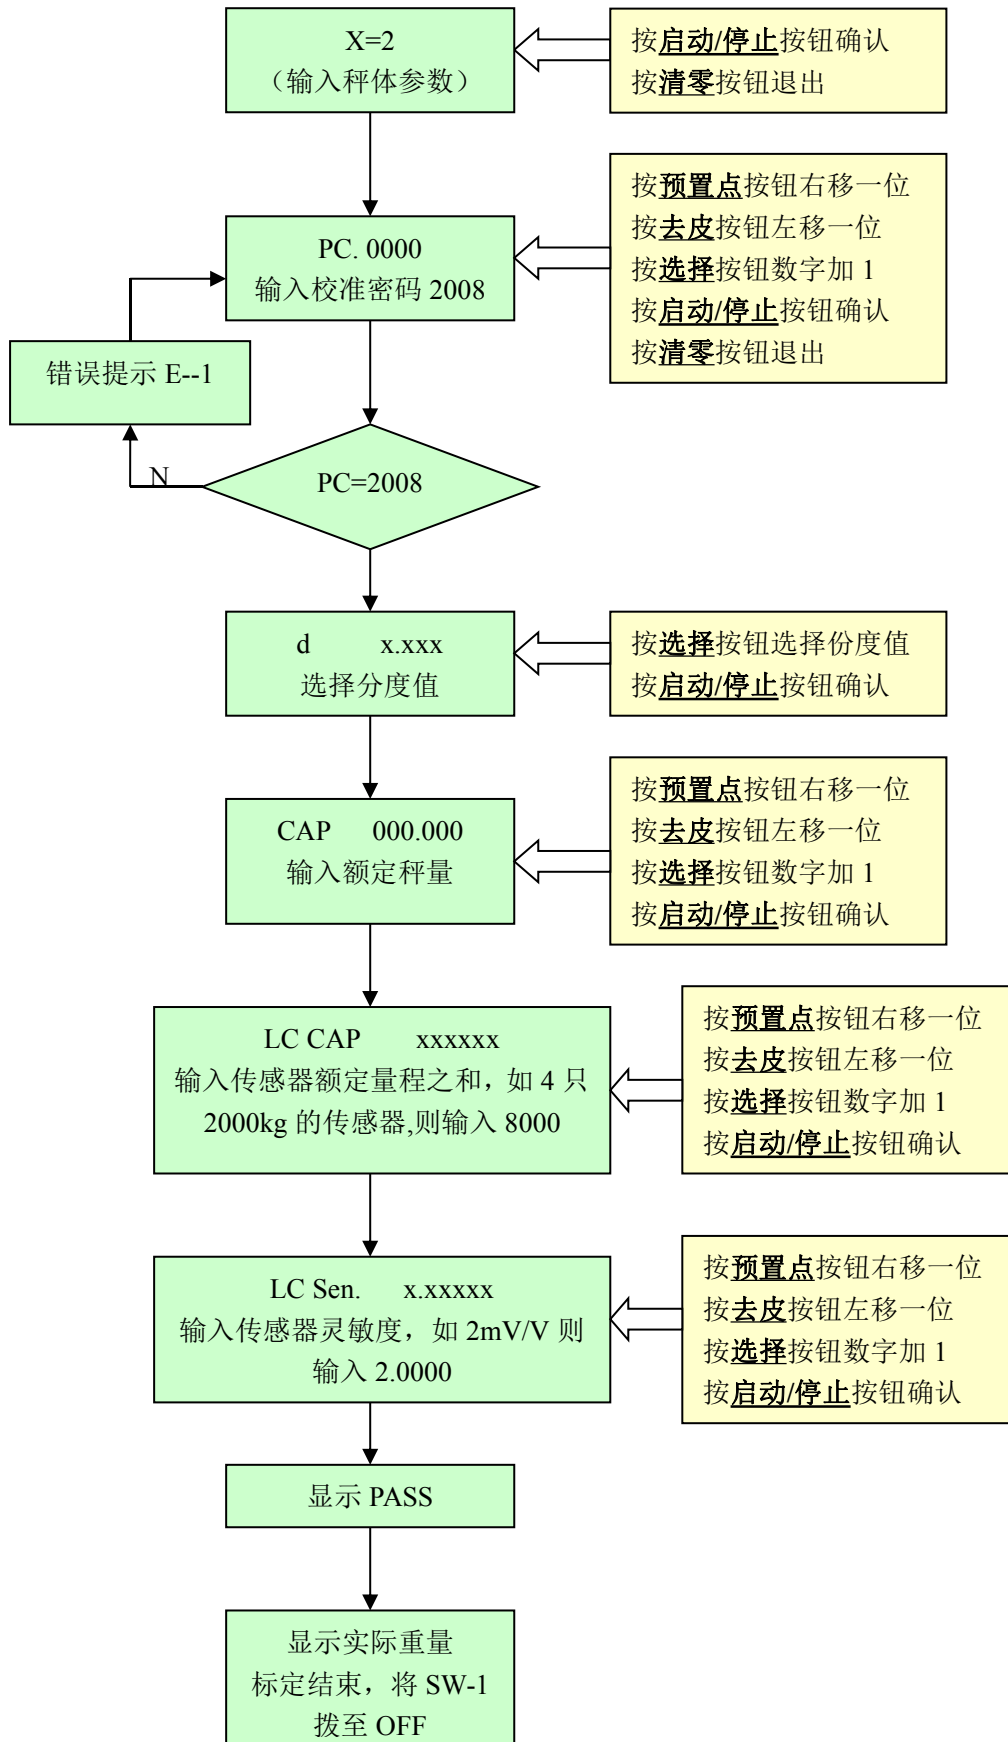 X=2
（输入秤体参数）
按启动/停止按钮确认
按清零按钮退出
PC. 0000
输入校准密码 2008
按预置点按钮右移一位
按去皮按钮左移一位
按选择按钮数字加 1
按启动/停止按钮确认
按清零按钮退出
错误提示 E--1
N
PC=2008
d x.xxx
选择分度值
按选择按钮选择份度值
按启动/停止按钮确认
CAP 000.000
输入额定秤量
按预置点按钮右移一位
按去皮按钮左移一位
按选择按钮数字加 1
按启动/停止按钮确认
LC CAP xxxxxx
输入传感器额定量程之和，如 4 只
2000kg 的传感器,则输入 8000
按预置点按钮右移一位
按去皮按钮左移一位
按选择按钮数字加 1
按启动/停止按钮确认
LC Sen. x.xxxxx
输入传感器灵敏度，如 2mV/V 则
输入 2.0000
按预置点按钮右移一位
按去皮按钮左移一位
按选择按钮数字加 1
按启动/停止按钮确认
显示 PASS
显示实际重量
标定结束，将 SW-1
拨至 OFF